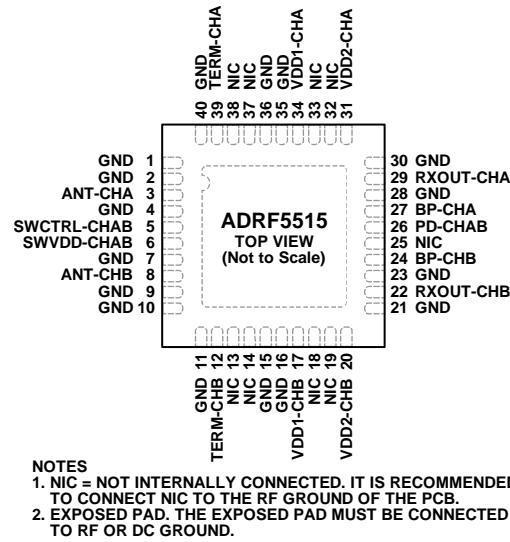 40 GND
39 TERM-CHA
38 NIC
37 NIC
36 GND
35 GND
34 VDD1-CHA
33 NIC
32 NIC
31 VDD2-CHA
GND 1
GND 2
ANT-CHA 3
GND 4
SWCTRL-CHAB 5
SWVDD-CHAB 6
GND 7
ANT-CHB 8
GND 9
GND 10
ADRF5515
TOP VIEW
(Not to Scale)
30 GND
29 RXOUT-CHA
28 GND
27 BP-CHA
26 PD-CHAB
25 NIC
24 BP-CHB
23 GND
22 RXOUT-CHB
21 GND
GND 11
TERM-CHB 12
NIC 13
NIC 14
GND 15
GND 16
VDD1-CHB 17
NIC 18
NIC 19
VDD2-CHB 20
NOTES
1. NIC = NOT INTERNALLY CONNECTED. IT IS RECOMMENDED
TO CONNECT NIC TO THE RF GROUND OF THE PCB.
2. EXPOSED PAD. THE EXPOSED PAD MUST BE CONNECTED
TO RF OR DC GROUND.